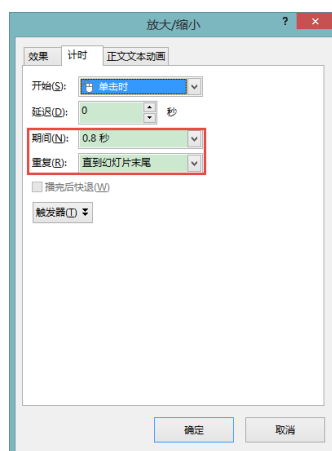 放大/缩小
? ×
效果 计时 正文文本动画
开始(S): 单击时
延迟(D): 0 秒
期间(N): 0.8 秒
重复(R): 直到幻灯片末尾
播完后快退(W)
触发器(T)
确定 取消